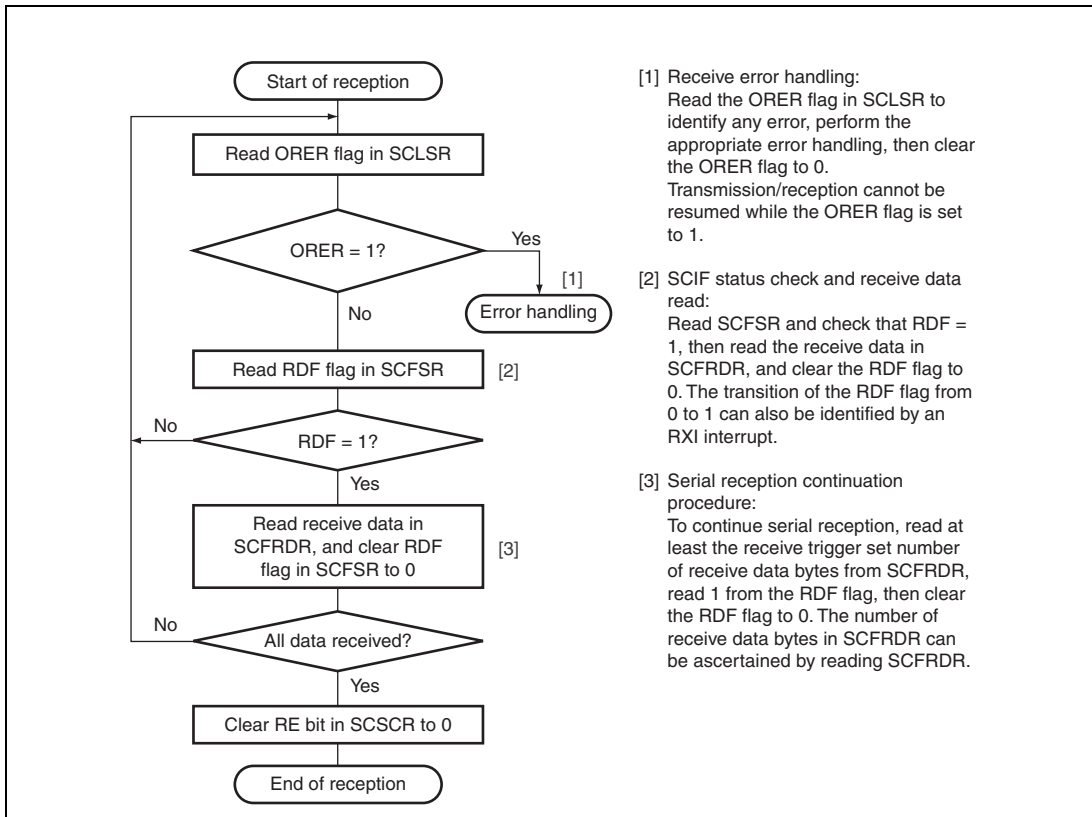 Start of reception
Read ORER flag in SCLSR
ORER = 1?
Yes
[1]
Error handling
No
Read RDF flag in SCFSR
[2]
No
RDF = 1?
Yes
Read receive data in
SCFRDR, and clear RDF
flag in SCFSR to 0
[3]
No
All data received?
Yes
Clear RE bit in SCSCR to 0
End of reception
[1] Receive error handling:
Read the ORER flag in SCLSR to
identify any error, perform the
appropriate error handling, then clear
the ORER flag to 0.
Transmission/reception cannot be
resumed while the ORER flag is set
to 1.
[2] SCIF status check and receive data
read:
Read SCFSR and check that RDF =
1, then read the receive data in
SCFRDR, and clear the RDF flag to
0. The transition of the RDF flag from
0 to 1 can also be identified by an
RXI interrupt.
[3] Serial reception continuation
procedure:
To continue serial reception, read at
least the receive trigger set number
of receive data bytes from SCFRDR,
read 1 from the RDF flag, then clear
the RDF flag to 0. The number of
receive data bytes in SCFRDR can
be ascertained by reading SCFRDR.